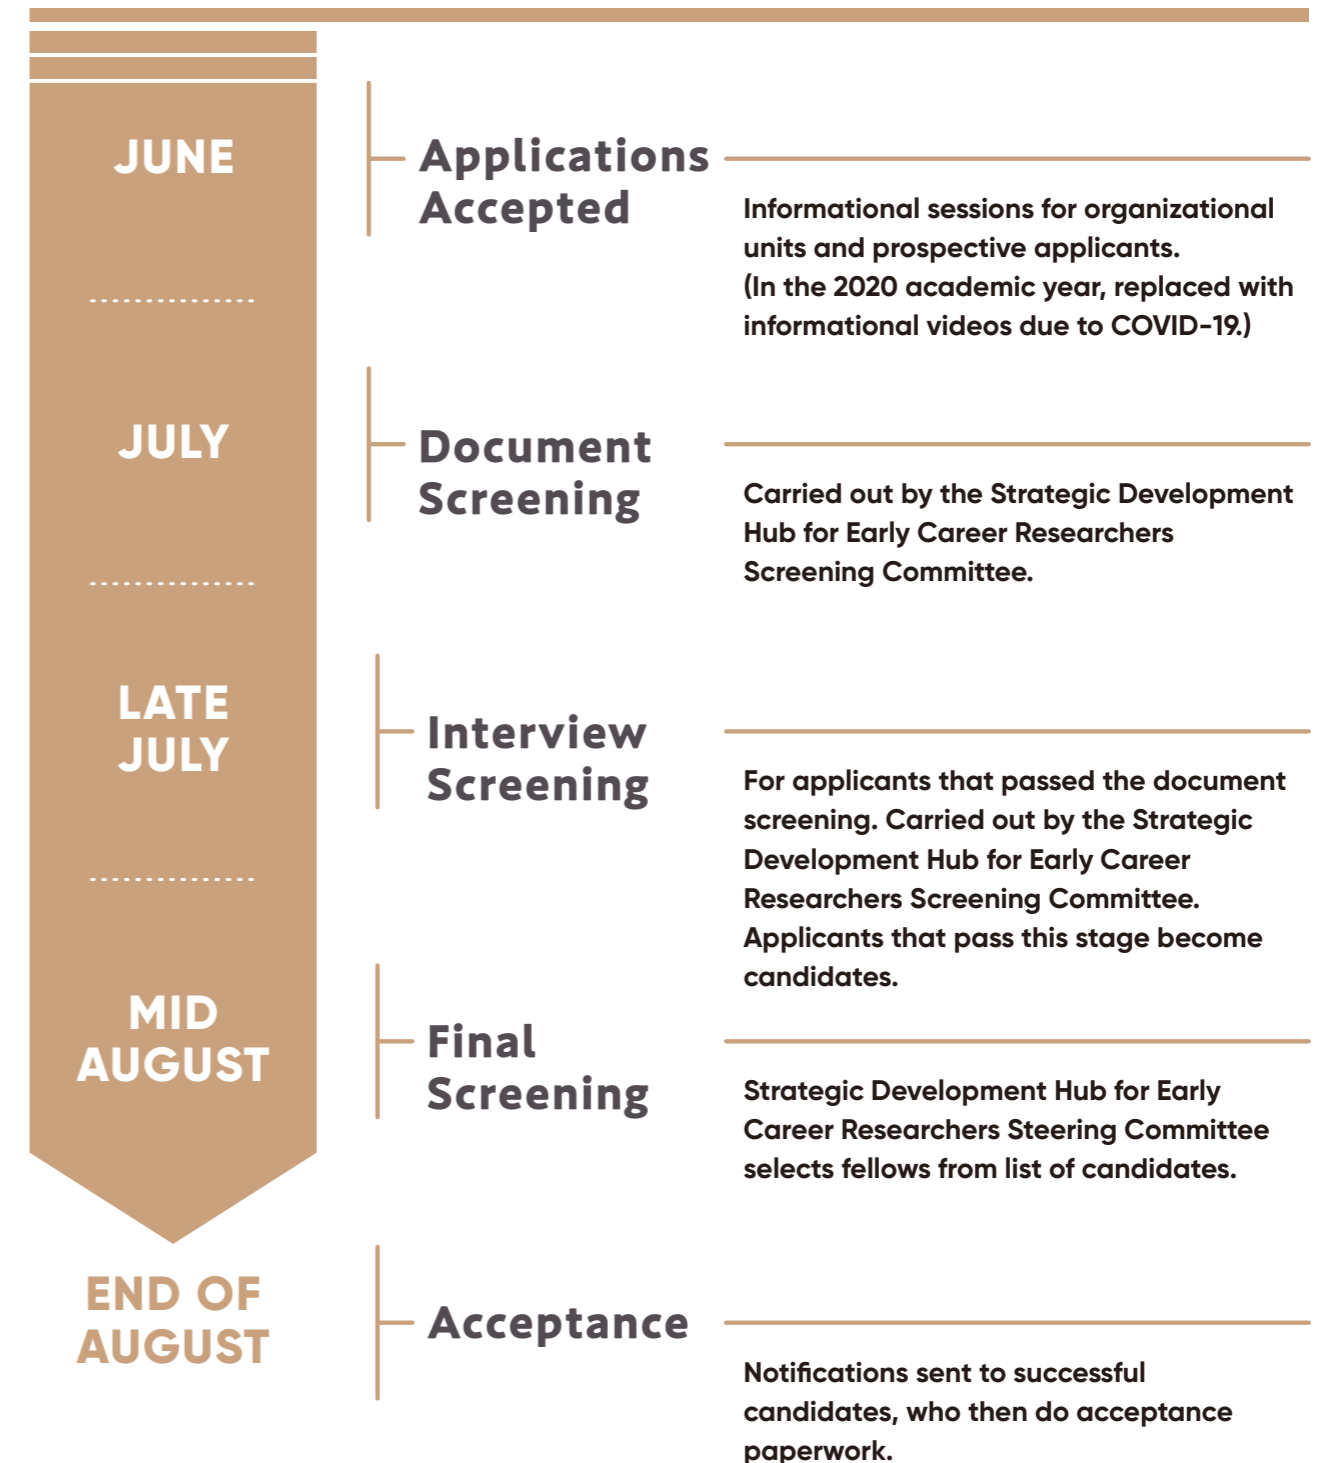 JUNE
Applications
Accepted
Informational sessions for organizational
units and prospective applicants.
(In the 2020 academic year, replaced with
informational videos due to COVID-19.)
JULY
Document
Screening
Carried out by the Strategic Development
Hub for Early Career Researchers
Screening Committee.
LATE
JULY
Interview
Screening
For applicants that passed the document
screening. Carried out by the Strategic
Development Hub for Early Career
Researchers Screening Committee.
Applicants that pass this stage become
candidates.
MID
AUGUST
Final
Screening
Strategic Development Hub for Early
Career Researchers Steering Committee
selects fellows from list of candidates.
END OF
AUGUST
Acceptance
Notifications sent to successful
candidates, who then do acceptance
paperwork.